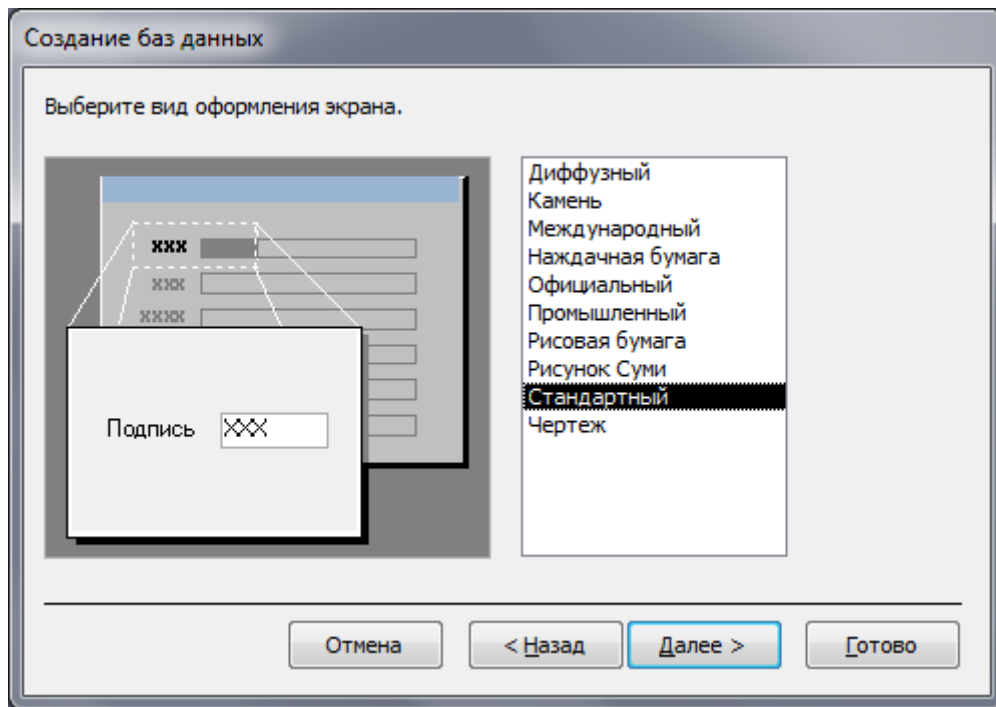 Создание баз данных
Выберите вид оформления экрана.
xxx
xxx
xxxx
Подпись XXX
Диффузный
Камень
Международный
Наждачная бумага
Официальный
Промышленный
Рисовая бумага
Рисунок Суми
Стандартный
Чертеж
Отмена < Назад Далее > Готово